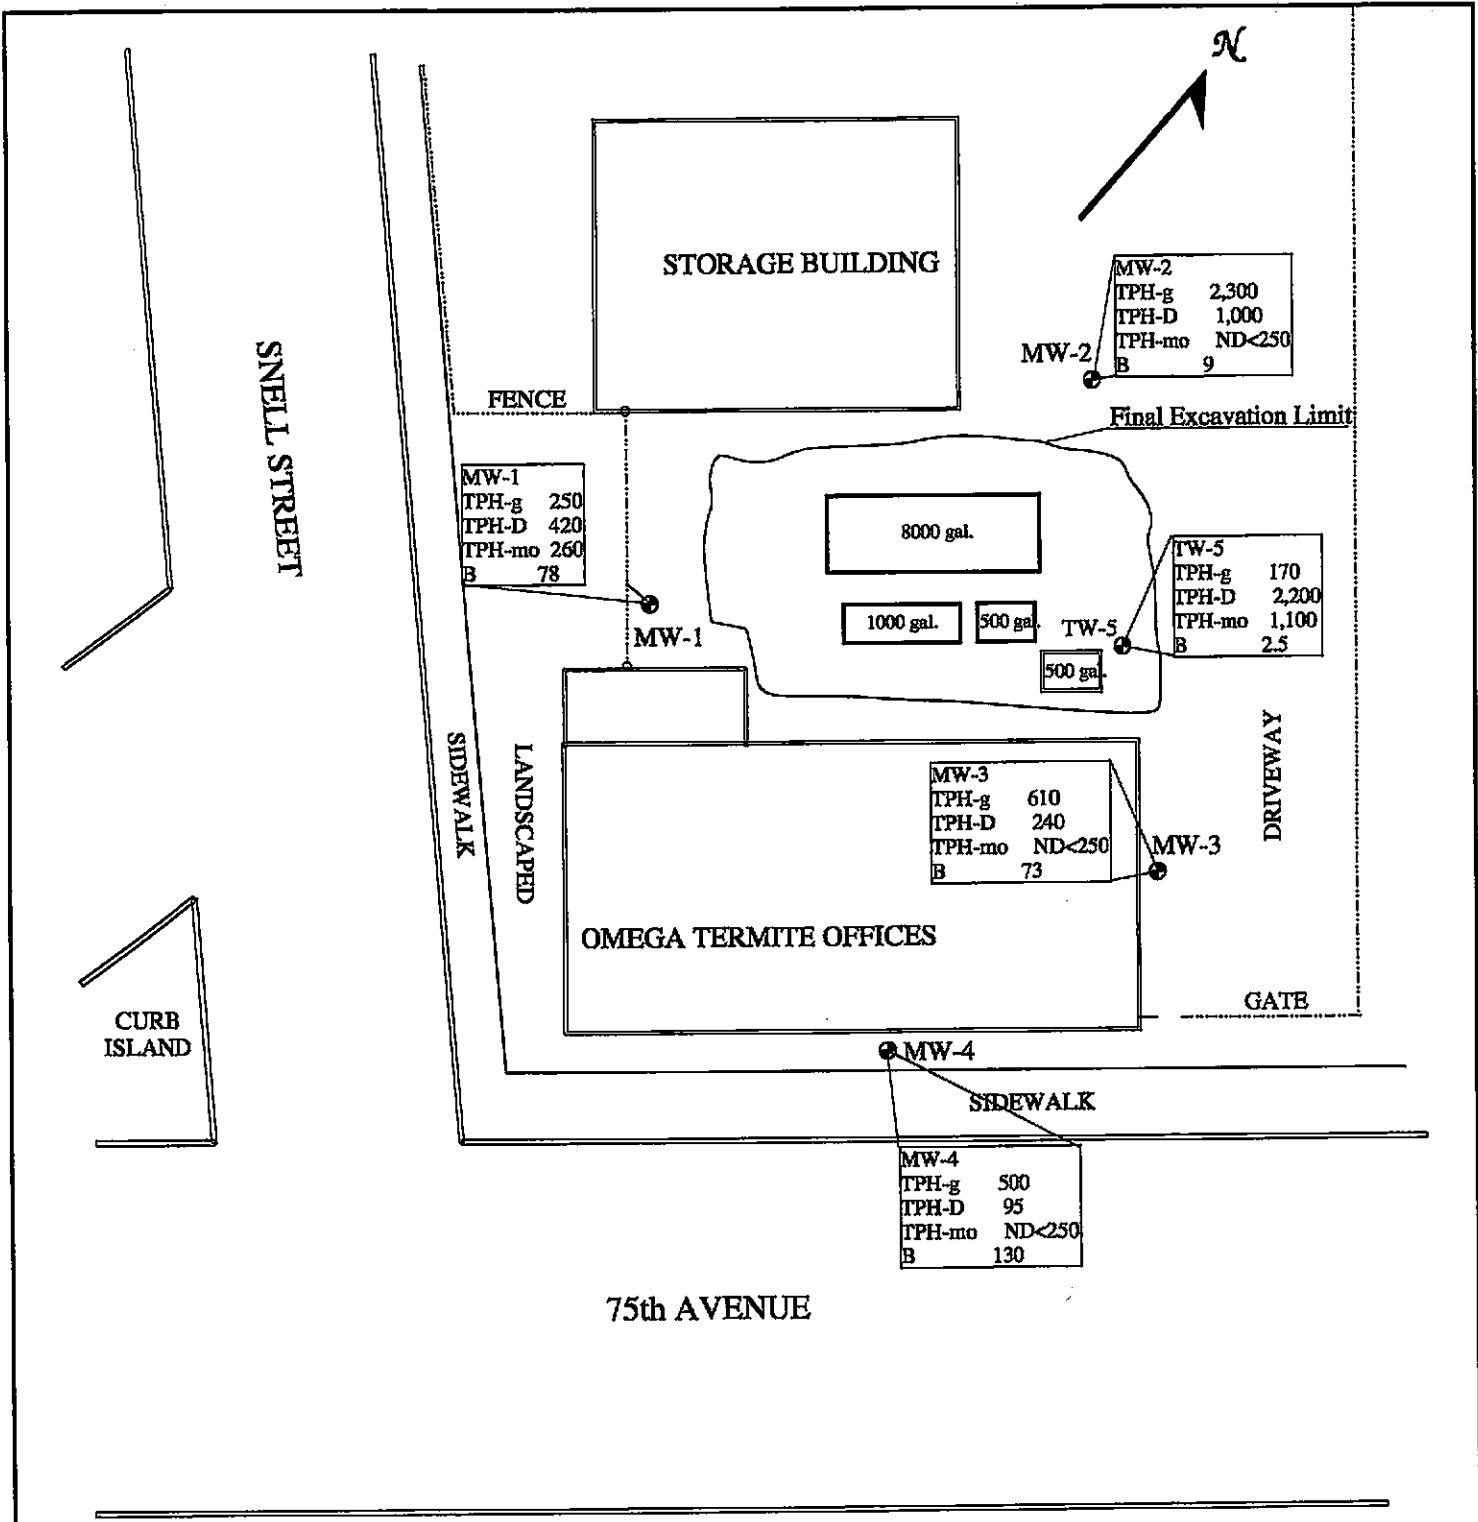 N
STORAGE BUILDING
MW-2
TPH-g 2,300
TPH-D 1,000
TPH-mo ND<250
B 9
MW-2
SNELL STREET
FENCE
Final Excavation Limit
MW-1
TPH-g 250
TPH-D 420
TPH-mo 260
B 78
MW-1
8000 gal.
1000 gal.
500 gal.
TW-5
500 gal.
TW-5
TPH-g 170
TPH-D 2,200
TPH-mo 1,100
B 2.5
SIDEWALK
LANDSCAPED
DRIVEWAY
MW-3
TPH-g 610
TPH-D 240
TPH-mo ND<250
B 73
MW-3
OMEGA TERMITE OFFICES
GATE
CURB
ISLAND
MW-4
SIDEWALK
MW-4
TPH-g 500
TPH-D 95
TPH-mo ND<250
B 130
75th AVENUE